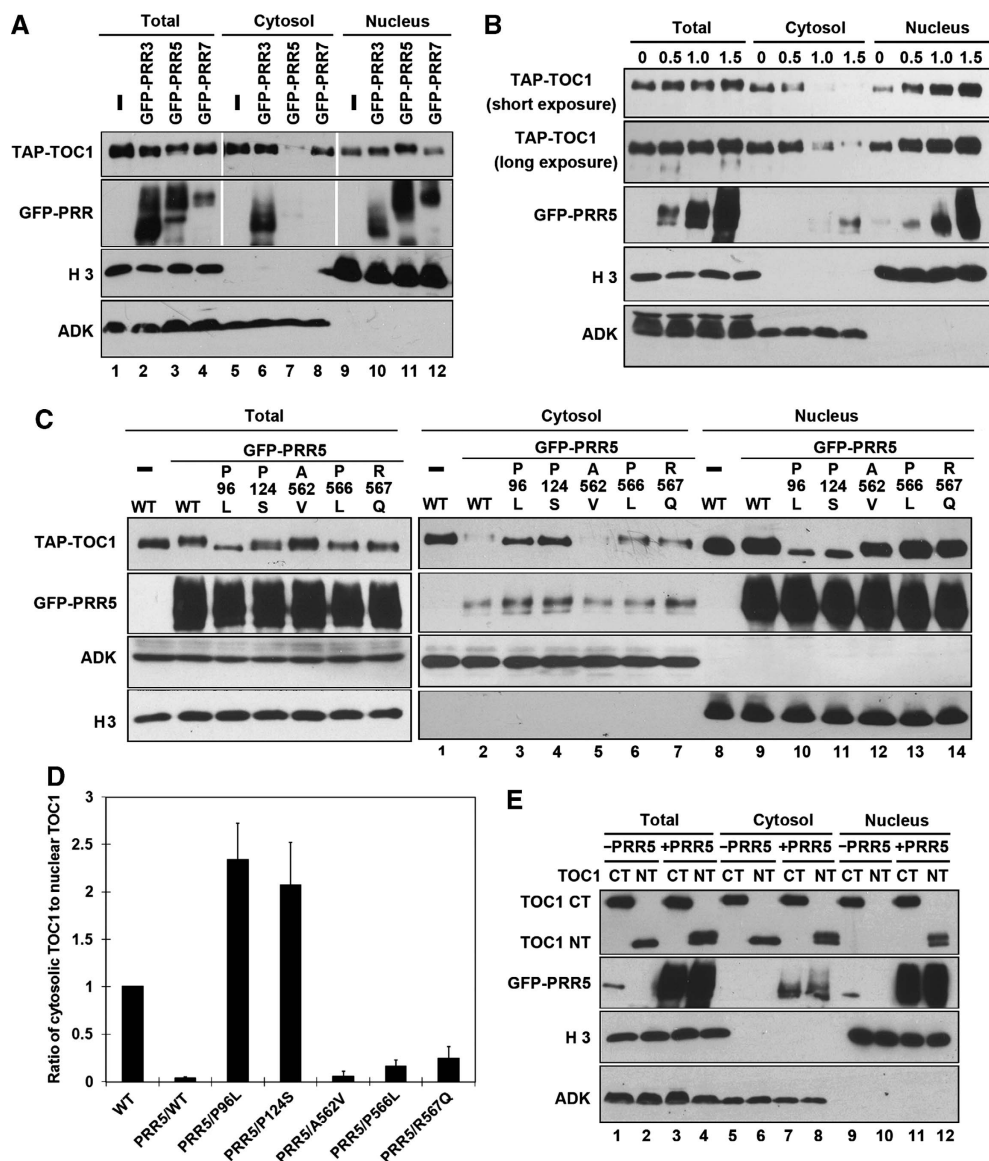 A
Total Cytosol Nucleus
– GFP-PRR3 GFP-PRR5 GFP-PRR7 – GFP-PRR3 GFP-PRR5 GFP-PRR7 – GFP-PRR3 GFP-PRR5 GFP-PRR7
TAP-TOC1
GFP-PRR
H 3
ADK
1 2 3 4 5 6 7 8 9 10 11 12
B
Total Cytosol Nucleus
0 0.5 1.0 1.5 0 0.5 1.0 1.5 0 0.5 1.0 1.5
TAP-TOC1
(short exposure)
TAP-TOC1
(long exposure)
GFP-PRR5
H 3
ADK
C
Total Cytosol Nucleus
GFP-PRR5 GFP-PRR5 GFP-PRR5
– P P A P R – P P A P R – P P A P R
96 124 562 566 567 96 124 562 566 567 96 124 562 566 567
WT WT L S V L Q WT WT L S V L Q WT WT L S V L Q
TAP-TOC1
GFP-PRR5
ADK
H 3
1 2 3 4 5 6 7 8 9 10 11 12 13 14
D
Ratio of cytosolic TOC1 to nuclear TOC1
3
2.5
2
1.5
1
0.5
0
WT PRR5/WT PRR5/P96L PRR5/P124S PRR5/A562V PRR5/P566L PRR5/R567Q
E
Total Cytosol Nucleus
–PRR5 +PRR5 –PRR5 +PRR5 –PRR5 +PRR5
TOC1 CT NT CT NT CT NT CT NT CT NT CT NT
TOC1 CT
TOC1 NT
GFP-PRR5
H 3
ADK
1 2 3 4 5 6 7 8 9 10 11 12